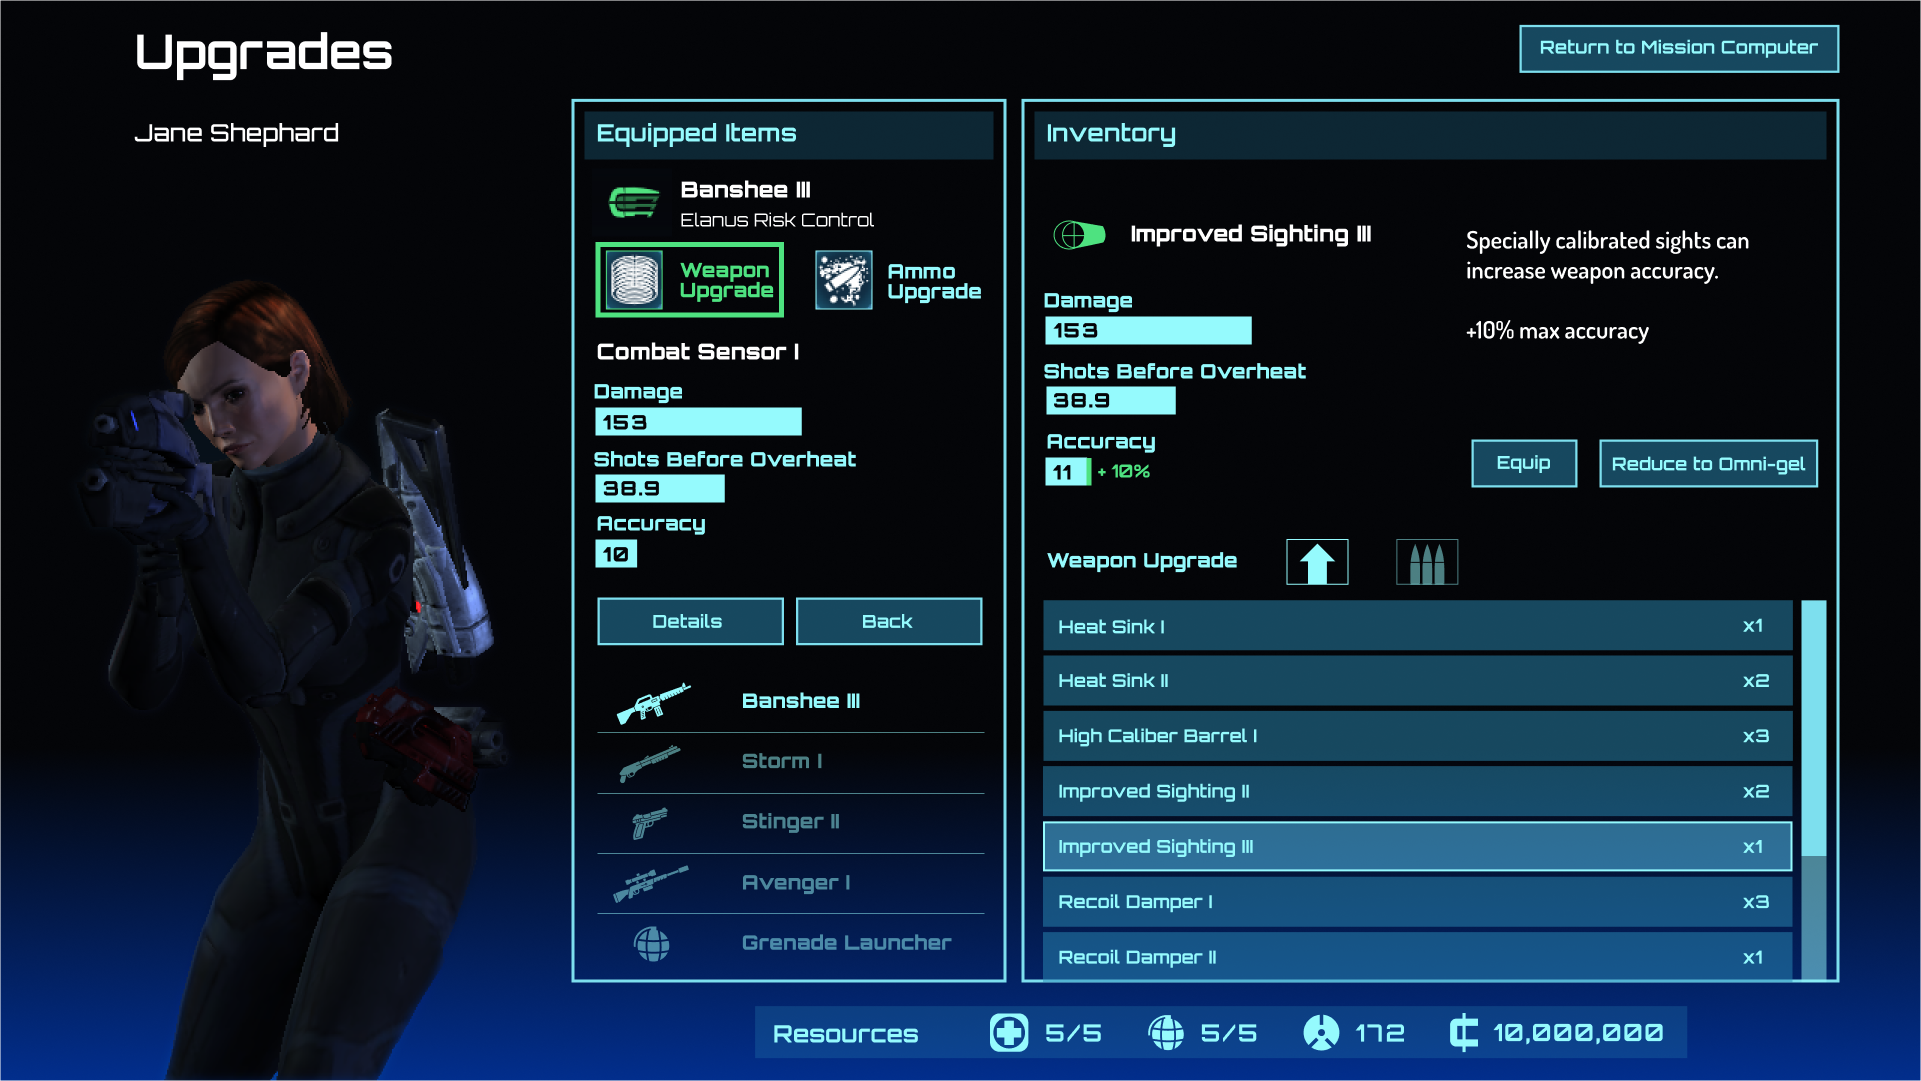 Upgrades
Return to Mission Computer
Jane Shephard
Equipped Items
Banshee III
Elanus Risk Control
Weapon
Upgrade
Ammo
Upgrade
Combat Sensor I
Damage
153
Shots Before Overheat
38.9
Accuracy
10
Details
Back
Banshee III
Storm I
Stinger II
Avenger I
Grenade Launcher
Inventory
Improved Sighting III
Specially calibrated sights can
increase weapon accuracy.
+10% max accuracy
Damage
153
Shots Before Overheat
38.9
Accuracy
11 + 10%
Equip
Reduce to Omni-gel
Weapon Upgrade
Heat Sink I x1
Heat Sink II x2
High Caliber Barrel I x3
Improved Sighting II x2
Improved Sighting III x1
Recoil Damper I x3
Recoil Damper II x1
Resources 5/5 5/5 172 10,000,000